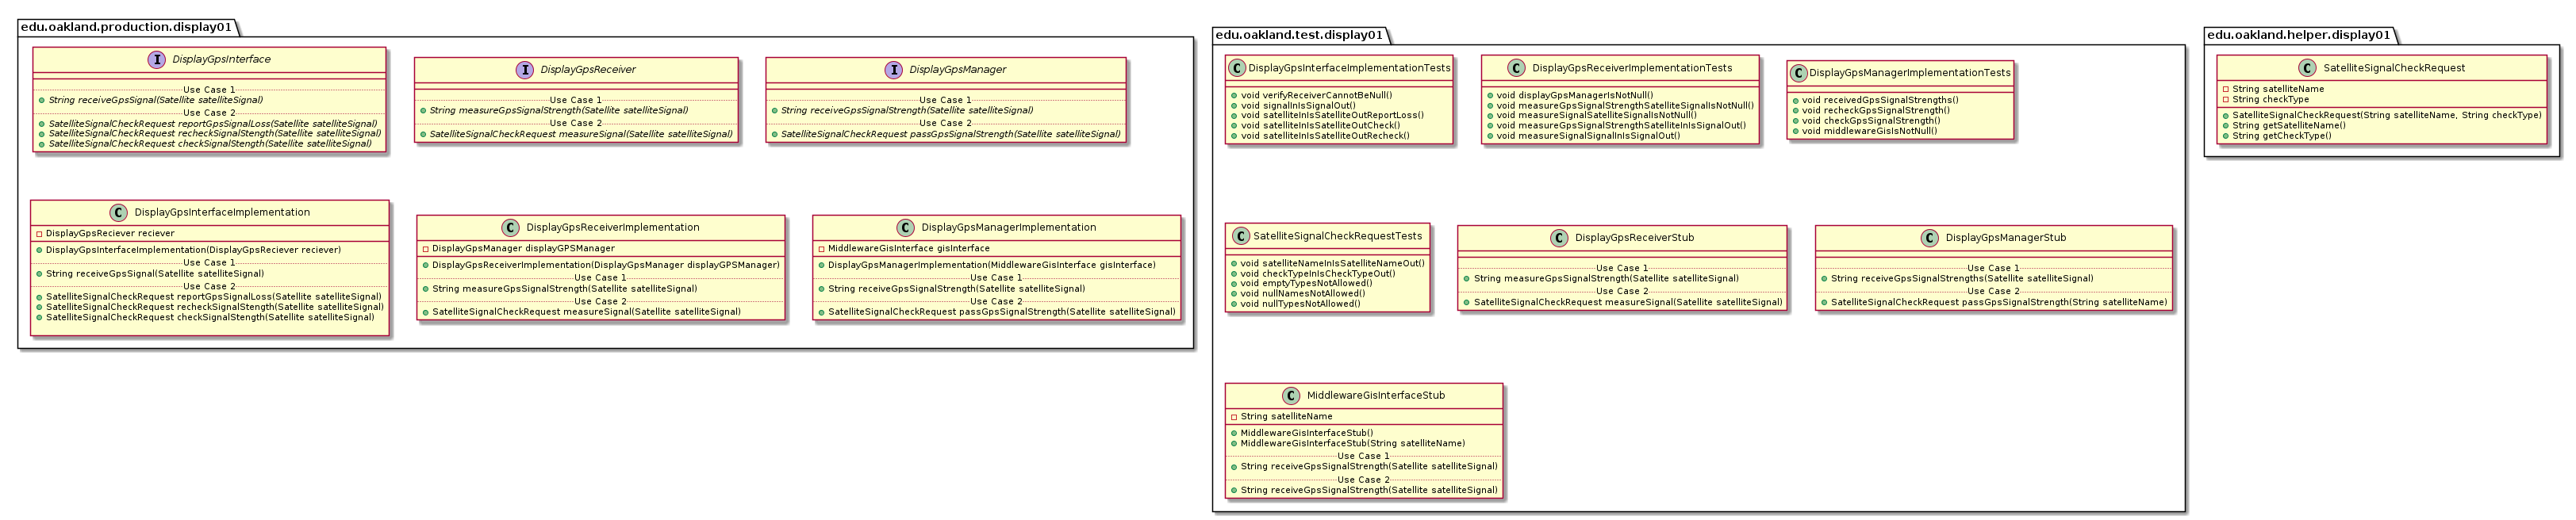 edu.oakland.production.display01
I DisplayGpsInterface
Use Case 1
String receiveGpsSignal(Satellite satelliteSignal)
Use Case 2
SatelliteSignalCheckRequest reportGpsSignalLoss(Satellite satelliteSignal)
SatelliteSignalCheckRequest recheckSignalStength(Satellite satelliteSignal)
SatelliteSignalCheckRequest checkSignalStength(Satellite satelliteSignal)
I DisplayGpsReceiver
Use Case 1
String measureGpsSignalStrength(Satellite satelliteSignal)
Use Case 2
SatelliteSignalCheckRequest measureSignal(Satellite satelliteSignal)
I DisplayGpsManager
Use Case 1
String receiveGpsSignalStrength(Satellite satelliteSignal)
Use Case 2
SatelliteSignalCheckRequest passGpsSignalStrength(Satellite satelliteSignal)
C DisplayGpsInterfaceImplementation
DisplayGpsReciever reciever
DisplayGpsInterfaceImplementation(DisplayGpsReciever reciever)
Use Case 1
String receiveGpsSignal(Satellite satelliteSignal)
Use Case 2
SatelliteSignalCheckRequest reportGpsSignalLoss(Satellite satelliteSignal)
SatelliteSignalCheckRequest recheckSignalStength(Satellite satelliteSignal)
SatelliteSignalCheckRequest checkSignalStength(Satellite satelliteSignal)
C DisplayGpsReceiverImplementation
DisplayGpsManager displayGPSManager
DisplayGpsReceiverImplementation(DisplayGpsManager displayGPSManager)
Use Case 1
String measureGpsSignalStrength(Satellite satelliteSignal)
Use Case 2
SatelliteSignalCheckRequest measureSignal(Satellite satelliteSignal)
C DisplayGpsManagerImplementation
MiddlewareGisInterface gisInterface
DisplayGpsManagerImplementation(MiddlewareGisInterface gisInterface)
Use Case 1
String receiveGpsSignalStrength(Satellite satelliteSignal)
Use Case 2
SatelliteSignalCheckRequest passGpsSignalStrength(Satellite satelliteSignal)
edu.oakland.test.display01
C DisplayGpsInterfaceImplementationTests
void verifyReceiverCannotBeNull()
void signalInIsSignalOut()
void satelliteInIsSatelliteOutReportLoss()
void satelliteInIsSatelliteOutCheck()
void satelliteInIsSatelliteOutRecheck()
C DisplayGpsReceiverImplementationTests
void displayGpsManagerIsNotNull()
void measureGpsSignalStrengthSatelliteSignalIsNotNull()
void measureSignalSatelliteSignalIsNotNull()
void measureGpsSignalStrengthSatelliteInIsSignalOut()
void measureSignalSignalInIsSignalOut()
C DisplayGpsManagerImplementationTests
void receivedGpsSignalStrengths()
void recheckGpsSignalStrength()
void checkGpsSignalStrength()
void middlewareGisIsNotNull()
C SatelliteSignalCheckRequestTests
void satelliteNameInIsSatelliteNameOut()
void checkTypeInIsCheckTypeOut()
void emptyTypesNotAllowed()
void nullNamesNotAllowed()
void nullTypesNotAllowed()
C DisplayGpsReceiverStub
Use Case 1
String measureGpsSignalStrength(Satellite satelliteSignal)
Use Case 2
SatelliteSignalCheckRequest measureSignal(Satellite satelliteSignal)
C DisplayGpsManagerStub
Use Case 1
String receiveGpsSignalStrengths(Satellite satelliteSignal)
Use Case 2
SatelliteSignalCheckRequest passGpsSignalStrength(String satelliteName)
C MiddlewareGisInterfaceStub
String satelliteName
MiddlewareGisInterfaceStub()
MiddlewareGisInterfaceStub(String satelliteName)
Use Case 1
String receiveGpsSignalStrength(Satellite satelliteSignal)
Use Case 2
String receiveGpsSignalStrength(Satellite satelliteSignal)
edu.oakland.helper.display01
C SatelliteSignalCheckRequest
String satelliteName
String checkType
SatelliteSignalCheckRequest(String satelliteName, String checkType)
String getSatelliteName()
String getCheckType()